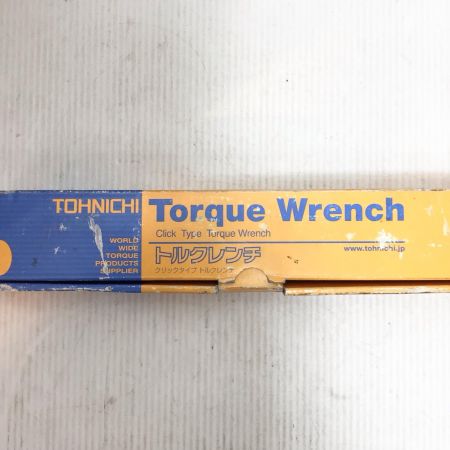 TOHNICHI
WORLD
WIDE
TORQUE
PRODUCTS
SUPPLIER
Torque Wrench
Click Type Torque Wrench
トルクレンチ
クリックタイプ トルクレンチ
www.tohnichi.jp